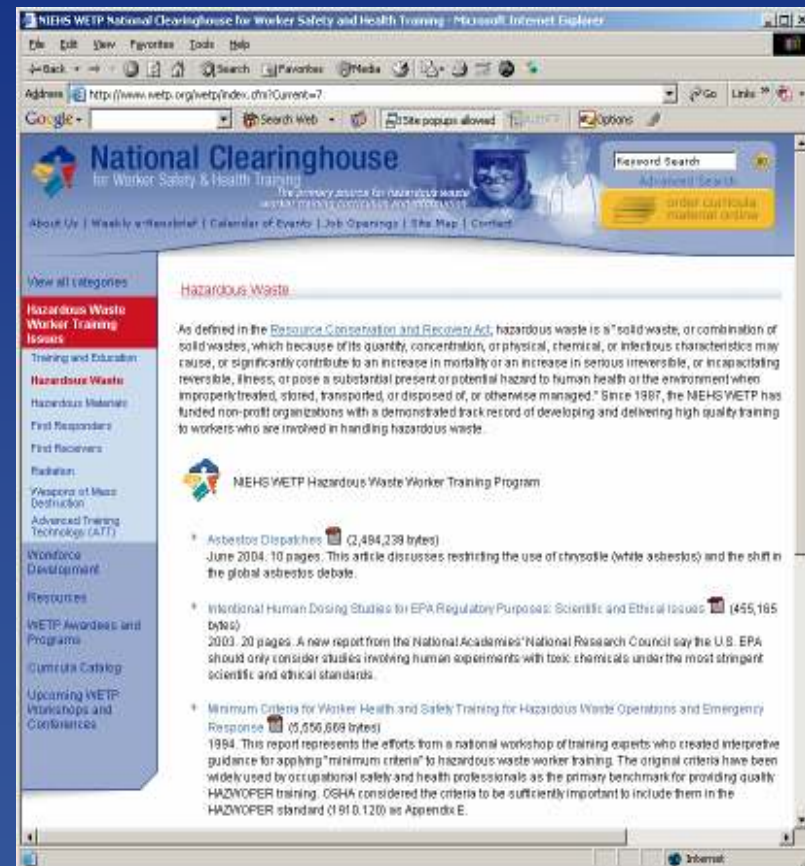 NIEHS WETP National Clearinghouse for Worker Safety and Health Training - Microsoft Internet Explorer
File Edit View Favorites Tools Help
Back Search Favorites Media
Address http://www.wetp.org/wetp/index.cfm?Current=7 Go Links »
Google Search Web Site popups allowed Options
National Clearinghouse
for Worker Safety & Health Training
The primary source for hazardous waste
worker training curriculum and information
Keyword Search
Advanced Search
order curricula
material online
About Us | Weekly e-Newsbrief | Calendar of Events | Job Openings | Site Map | Contact
View all categories
Hazardous Waste
Worker Training
Issues
Training and Education
Hazardous Waste
Hazardous Materials
First Responders
First Receivers
Radiation
Weapons of Mass
Destruction
Advanced Training
Technology (ATT)
Workforce
Development
Resources
WETP Awardees and
Programs
Curricula Catalog
Upcoming WETP
Workshops and
Conferences
Hazardous Waste
As defined in the Resource Conservation and Recovery Act, hazardous waste is a "solid waste, or combination of
solid wastes, which because of its quantity, concentration, or physical, chemical, or infectious characteristics may
cause, or significantly contribute to an increase in mortality or an increase in serious irreversible, or incapacitating
reversible, illness; or pose a substantial present or potential hazard to human health or the environment when
improperly treated, stored, transported, or disposed of, or otherwise managed." Since 1987, the NIEHS WETP has
funded non-profit organizations with a demonstrated track record of developing and delivering high quality training
to workers who are involved in handling hazardous waste.
NIEHS WETP Hazardous Waste Worker Training Program
Asbestos Dispatches (2,494,239 bytes)
June 2004. 10 pages. This article discusses restricting the use of chrysotile (white asbestos) and the shift in
the global asbestos debate.
Intentional Human Dosing Studies for EPA Regulatory Purposes: Scientific and Ethical Issues (455,165
bytes)
2003. 20 pages. A new report from the National Academies' National Research Council say the U.S. EPA
should only consider studies involving human experiments with toxic chemicals under the most stringent
scientific and ethical standards.
Minimum Criteria for Worker Health and Safety Training for Hazardous Waste Operations and Emergency
Response (5,556,669 bytes)
1994. This report represents the efforts from a national workshop of training experts who created interpretive
guidance for applying "minimum criteria" to hazardous waste worker training. The original criteria have been
widely used by occupational safety and health professionals as the primary benchmark for providing quality
HAZWOPER training. OSHA considered the criteria to be sufficiently important to include them in the
HAZWOPER standard (1910.120) as Appendix E.
Internet